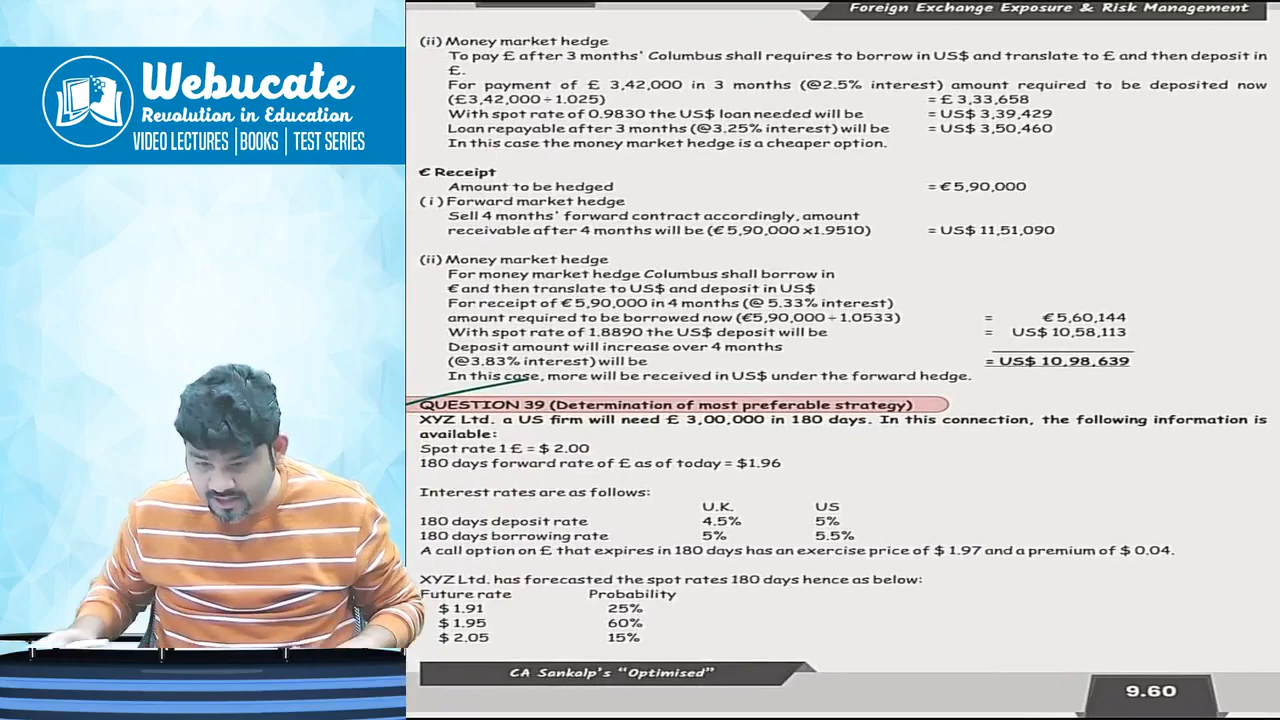 Webucate
Revolution in Education
VIDEO LECTURES | BOOKS | TEST SERIES
Foreign Exchange Exposure & Risk Management
(ii) Money market hedge
To pay £ after 3 months' Columbus shall requires to borrow in US$ and translate to £ and then deposit in
£.
For payment of £ 3,42,000 in 3 months (@2.5% interest) amount required to be deposited now
(£3,42,000 ÷ 1.025) = £ 3,33,658
With spot rate of 0.9830 the US$ loan needed will be = US$ 3,39,429
Loan repayable after 3 months (@3.25% interest) will be = US$ 3,50,460
In this case the money market hedge is a cheaper option.
€ Receipt
Amount to be hedged = € 5,90,000
(i) Forward market hedge
Sell 4 months' forward contract accordingly, amount
receivable after 4 months will be (€ 5,90,000 x1.9510) = US$ 11,51,090
(ii) Money market hedge
For money market hedge Columbus shall borrow in
€ and then translate to US$ and deposit in US$
For receipt of € 5,90,000 in 4 months (@ 5.33% interest)
amount required to be borrowed now (€5,90,000 ÷ 1.0533) = € 5,60,144
With spot rate of 1.8890 the US$ deposit will be = US$ 10,58,113
Deposit amount will increase over 4 months
(@3.83% interest) will be = US$ 10,98,639
In this case, more will be received in US$ under the forward hedge.
QUESTION 39 (Determination of most preferable strategy)
XYZ Ltd. a US firm will need £ 3,00,000 in 180 days. In this connection, the following information is
available:
Spot rate 1 £ = $ 2.00
180 days forward rate of £ as of today = $1.96
Interest rates are as follows:
U.K. US
180 days deposit rate 4.5% 5%
180 days borrowing rate 5% 5.5%
A call option on £ that expires in 180 days has an exercise price of $ 1.97 and a premium of $ 0.04.
XYZ Ltd. has forecasted the spot rates 180 days hence as below:
Future rate Probability
$ 1.91 25%
$ 1.95 60%
$ 2.05 15%
CA Sankalp's "Optimised"
9.60